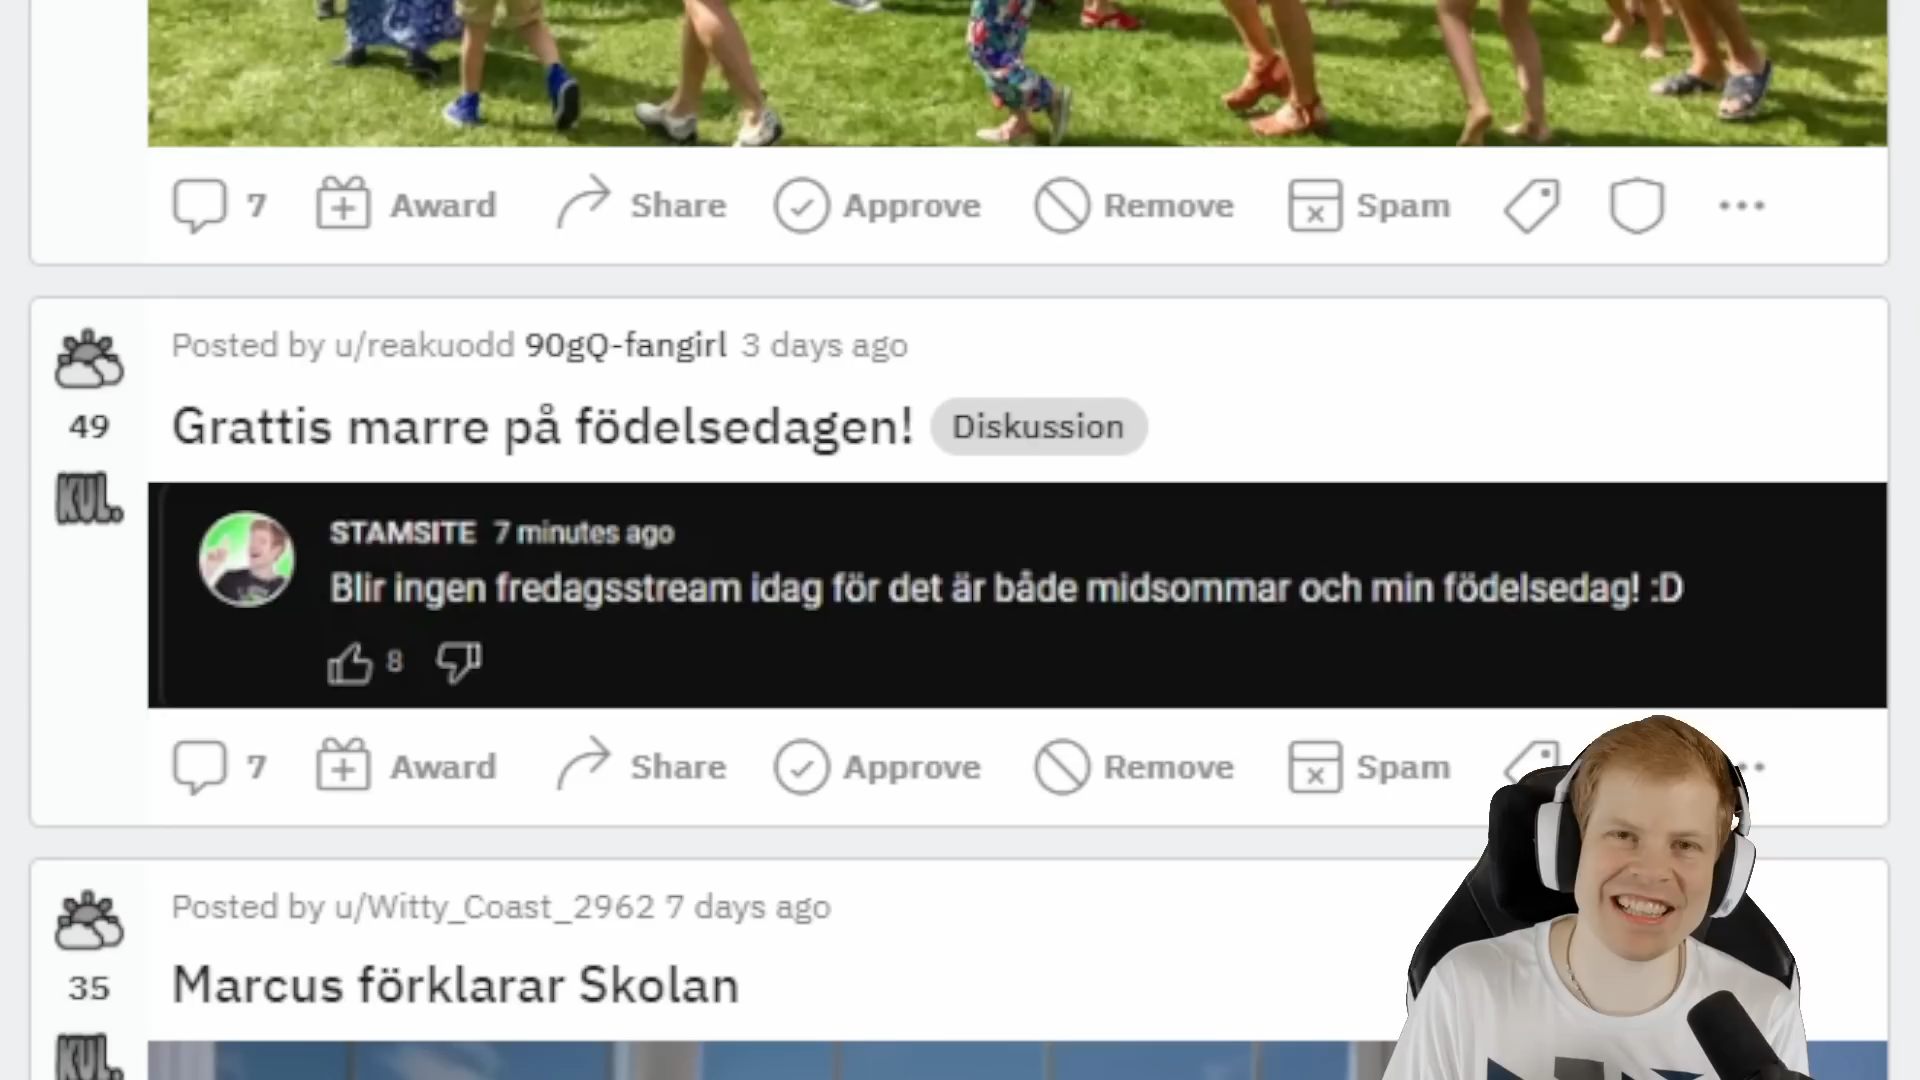 7 Award Share Approve Remove Spam
Posted by u/reakuodd 90gQ-fangirl 3 days ago
49
Grattis marre på födelsedagen! Diskussion
KUL.
STAMSITE 7 minutes ago
Blir ingen fredagsstream idag för det är både midsommar och min födelsedag! :D
8
7 Award Share Approve Remove Spam
Posted by u/Witty_Coast_2962 7 days ago
35
Marcus förklarar Skolan
KUL.